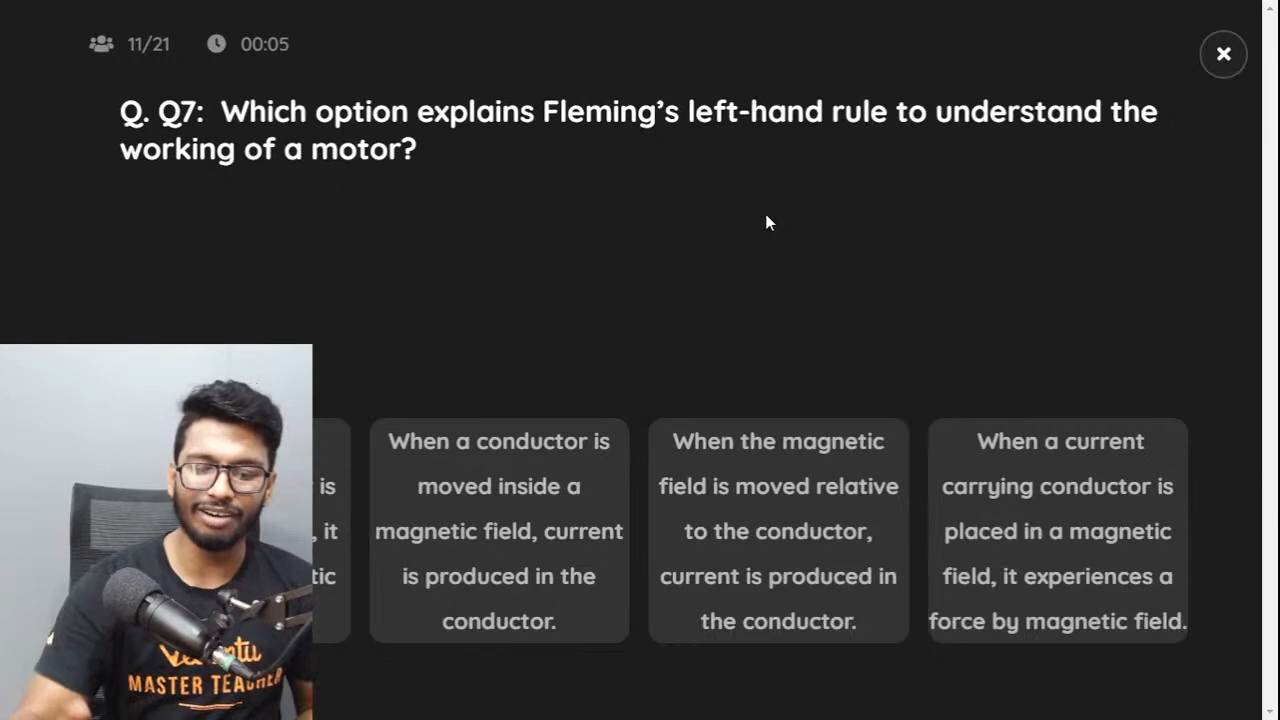 11/21 00:05
Q. Q7: Which option explains Fleming's left-hand rule to understand the
working of a motor?
is
, it
tic
When a conductor is
moved inside a
magnetic field, current
is produced in the
conductor.
When the magnetic
field is moved relative
to the conductor,
current is produced in
the conductor.
When a current
carrying conductor is
placed in a magnetic
field, it experiences a
force by magnetic field.
MASTER TEACHER